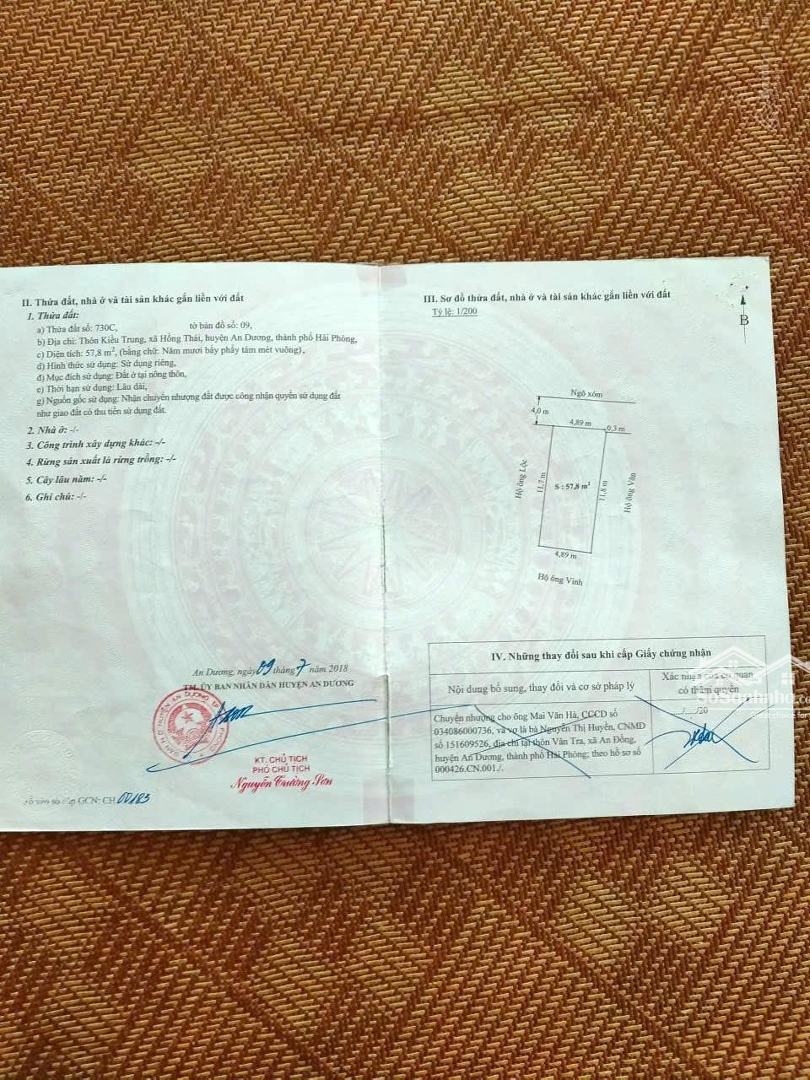 II. Thửa đất, nhà ở và tài sản khác gắn liền với đất
1. Thửa đất:
a) Thửa đất số: 730C, tờ bản đồ số: 09,
b) Địa chỉ: Thôn Kiều Trung, xã Hồng Thái, huyện An Dương, thành phố Hải Phòng,
c) Diện tích: 57,8 m², (bằng chữ: Năm mươi bảy phẩy tám mét vuông),
d) Hình thức sử dụng: Sử dụng riêng,
đ) Mục đích sử dụng: Đất ở tại nông thôn,
e) Thời hạn sử dụng: Lâu dài,
g) Nguồn gốc sử dụng: Nhận chuyển nhượng đất được công nhận quyền sử dụng đất
như giao đất có thu tiền sử dụng đất.
2. Nhà ở: -/-
3. Công trình xây dựng khác: -/-
4. Rừng sản xuất là rừng trồng: -/-
5. Cây lâu năm: -/-
6. Ghi chú: -/-
An Dương, ngày 09 tháng 7 năm 2018
TM. ỦY BAN NHÂN DÂN HUYỆN AN DƯƠNG
KT. CHỦ TỊCH
PHÓ CHỦ TỊCH
Nguyễn Trường Sơn
GCN: CH 00183
III. Sơ đồ thửa đất, nhà ở và tài sản khác gắn liền với đất
Tỷ lệ: 1/200
B
Ngõ xóm
4,0 m
4,89 m
0,3 m
Hộ ông Lộc
11,7 m
S : 57,8 m²
11,8 m
Hộ ông Vân
4,89 m
Hộ ông Vinh
IV. Những thay đổi sau khi cấp Giấy chứng nhận
Nội dung bổ sung, thay đổi và cơ sở pháp lý
Xác nhận của cơ quan
có thẩm quyền
Chuyển nhượng cho ông Mai Văn Hà, CCCD số
034086000736, và vợ là bà Nguyễn Thị Huyền, CNMD
số 151609526, địa chỉ tại thôn Vân Tra, xã An Đồng,
huyện An Dương, thành phố Hải Phòng; theo hồ sơ số
000426.CN.001/.
/ /20